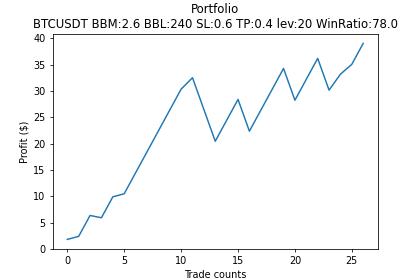 Portfolio
BTCUSDT BBM:2.6 BBL:240 SL:0.6 TP:0.4 lev:20 WinRatio:78.0
40
35
30
25
20
15
10
5
0
Profit ($)
0 5 10 15 20 25
Trade counts